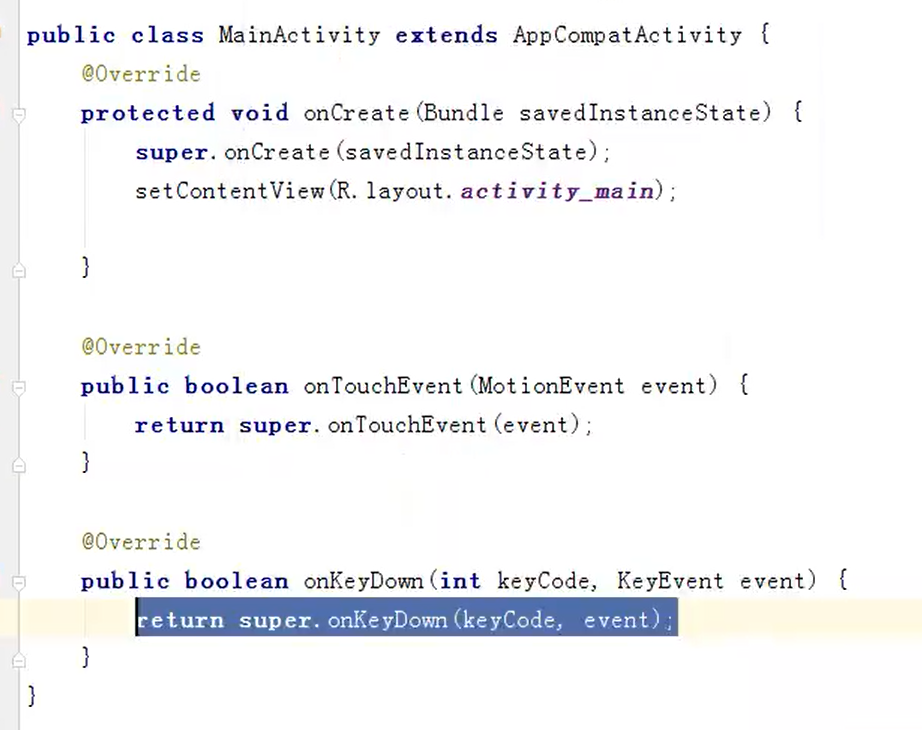 public class MainActivity extends AppCompatActivity {
@Override
protected void onCreate(Bundle savedInstanceState) {
super.onCreate(savedInstanceState);
setContentView(R.layout.activity_main);
}
@Override
public boolean onTouchEvent(MotionEvent event) {
return super.onTouchEvent(event);
}
@Override
public boolean onKeyDown(int keyCode, KeyEvent event) {
return super.onKeyDown(keyCode, event);
}
}